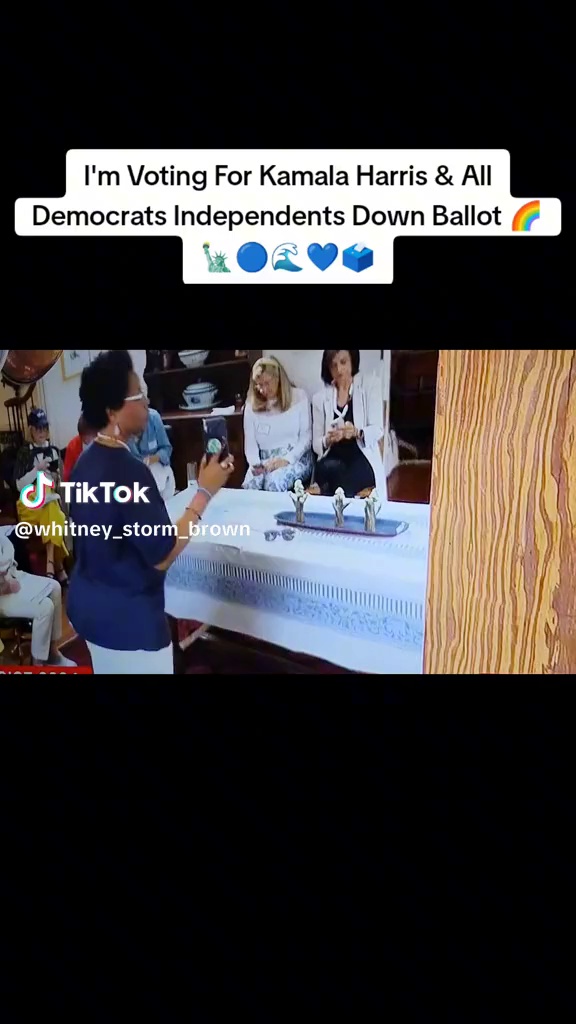 I'm Voting For Kamala Harris & All
Democrats Independents Down Ballot 🌈
🗽🔵🌊💙🗳️
TikTok
@whitney_storm_brown